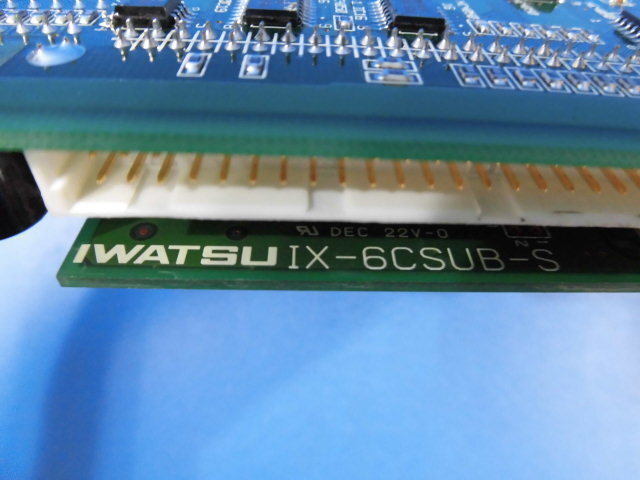 DEC 22V-0
IWATSU IX-6CSUB-S